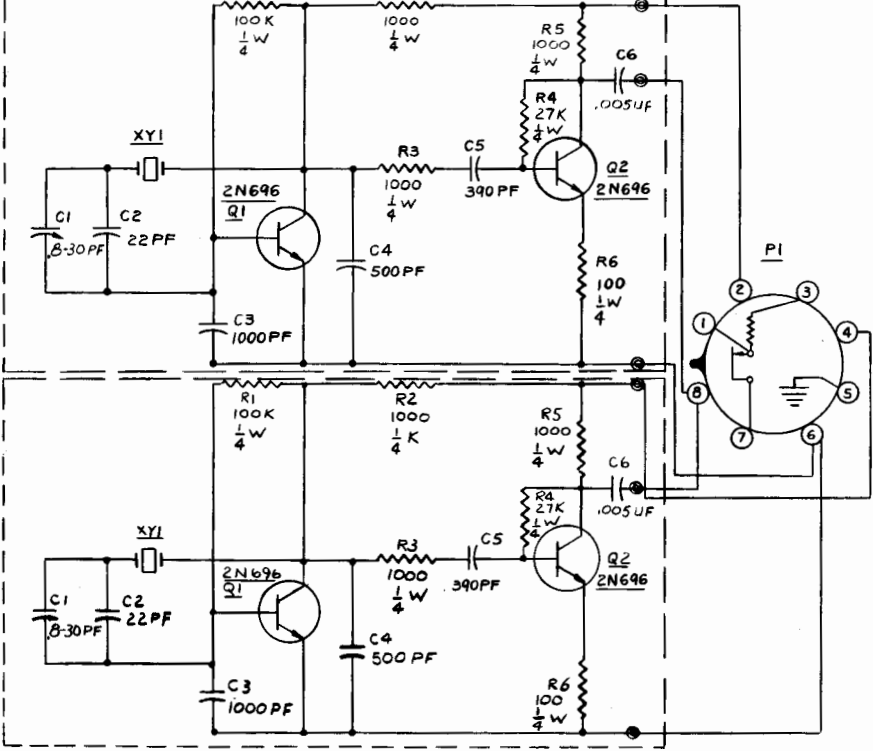 100K
1/4 W
1000
1/4 W
R5
1000
1/4 W
C6
.005UF
R4
27K
1/4 W
XY1
R3
1000
1/4 W
C5
390PF
Q2
2N696
2N696
Q1
C1
8-30PF
C2
22PF
C4
500PF
R6
100
1/4 W
C3
1000PF
P1
1
2
3
4
5
6
7
8
R1
100K
1/4 W
R2
1000
1/4 K
R5
1000
1/4 W
C6
.005UF
R4
27K
1/4 W
XY1
R3
1000
1/4 W
C5
390PF
Q2
2N696
2N696
Q1
C1
8-30PF
C2
22PF
C4
500PF
R6
100
1/4 W
C3
1000PF